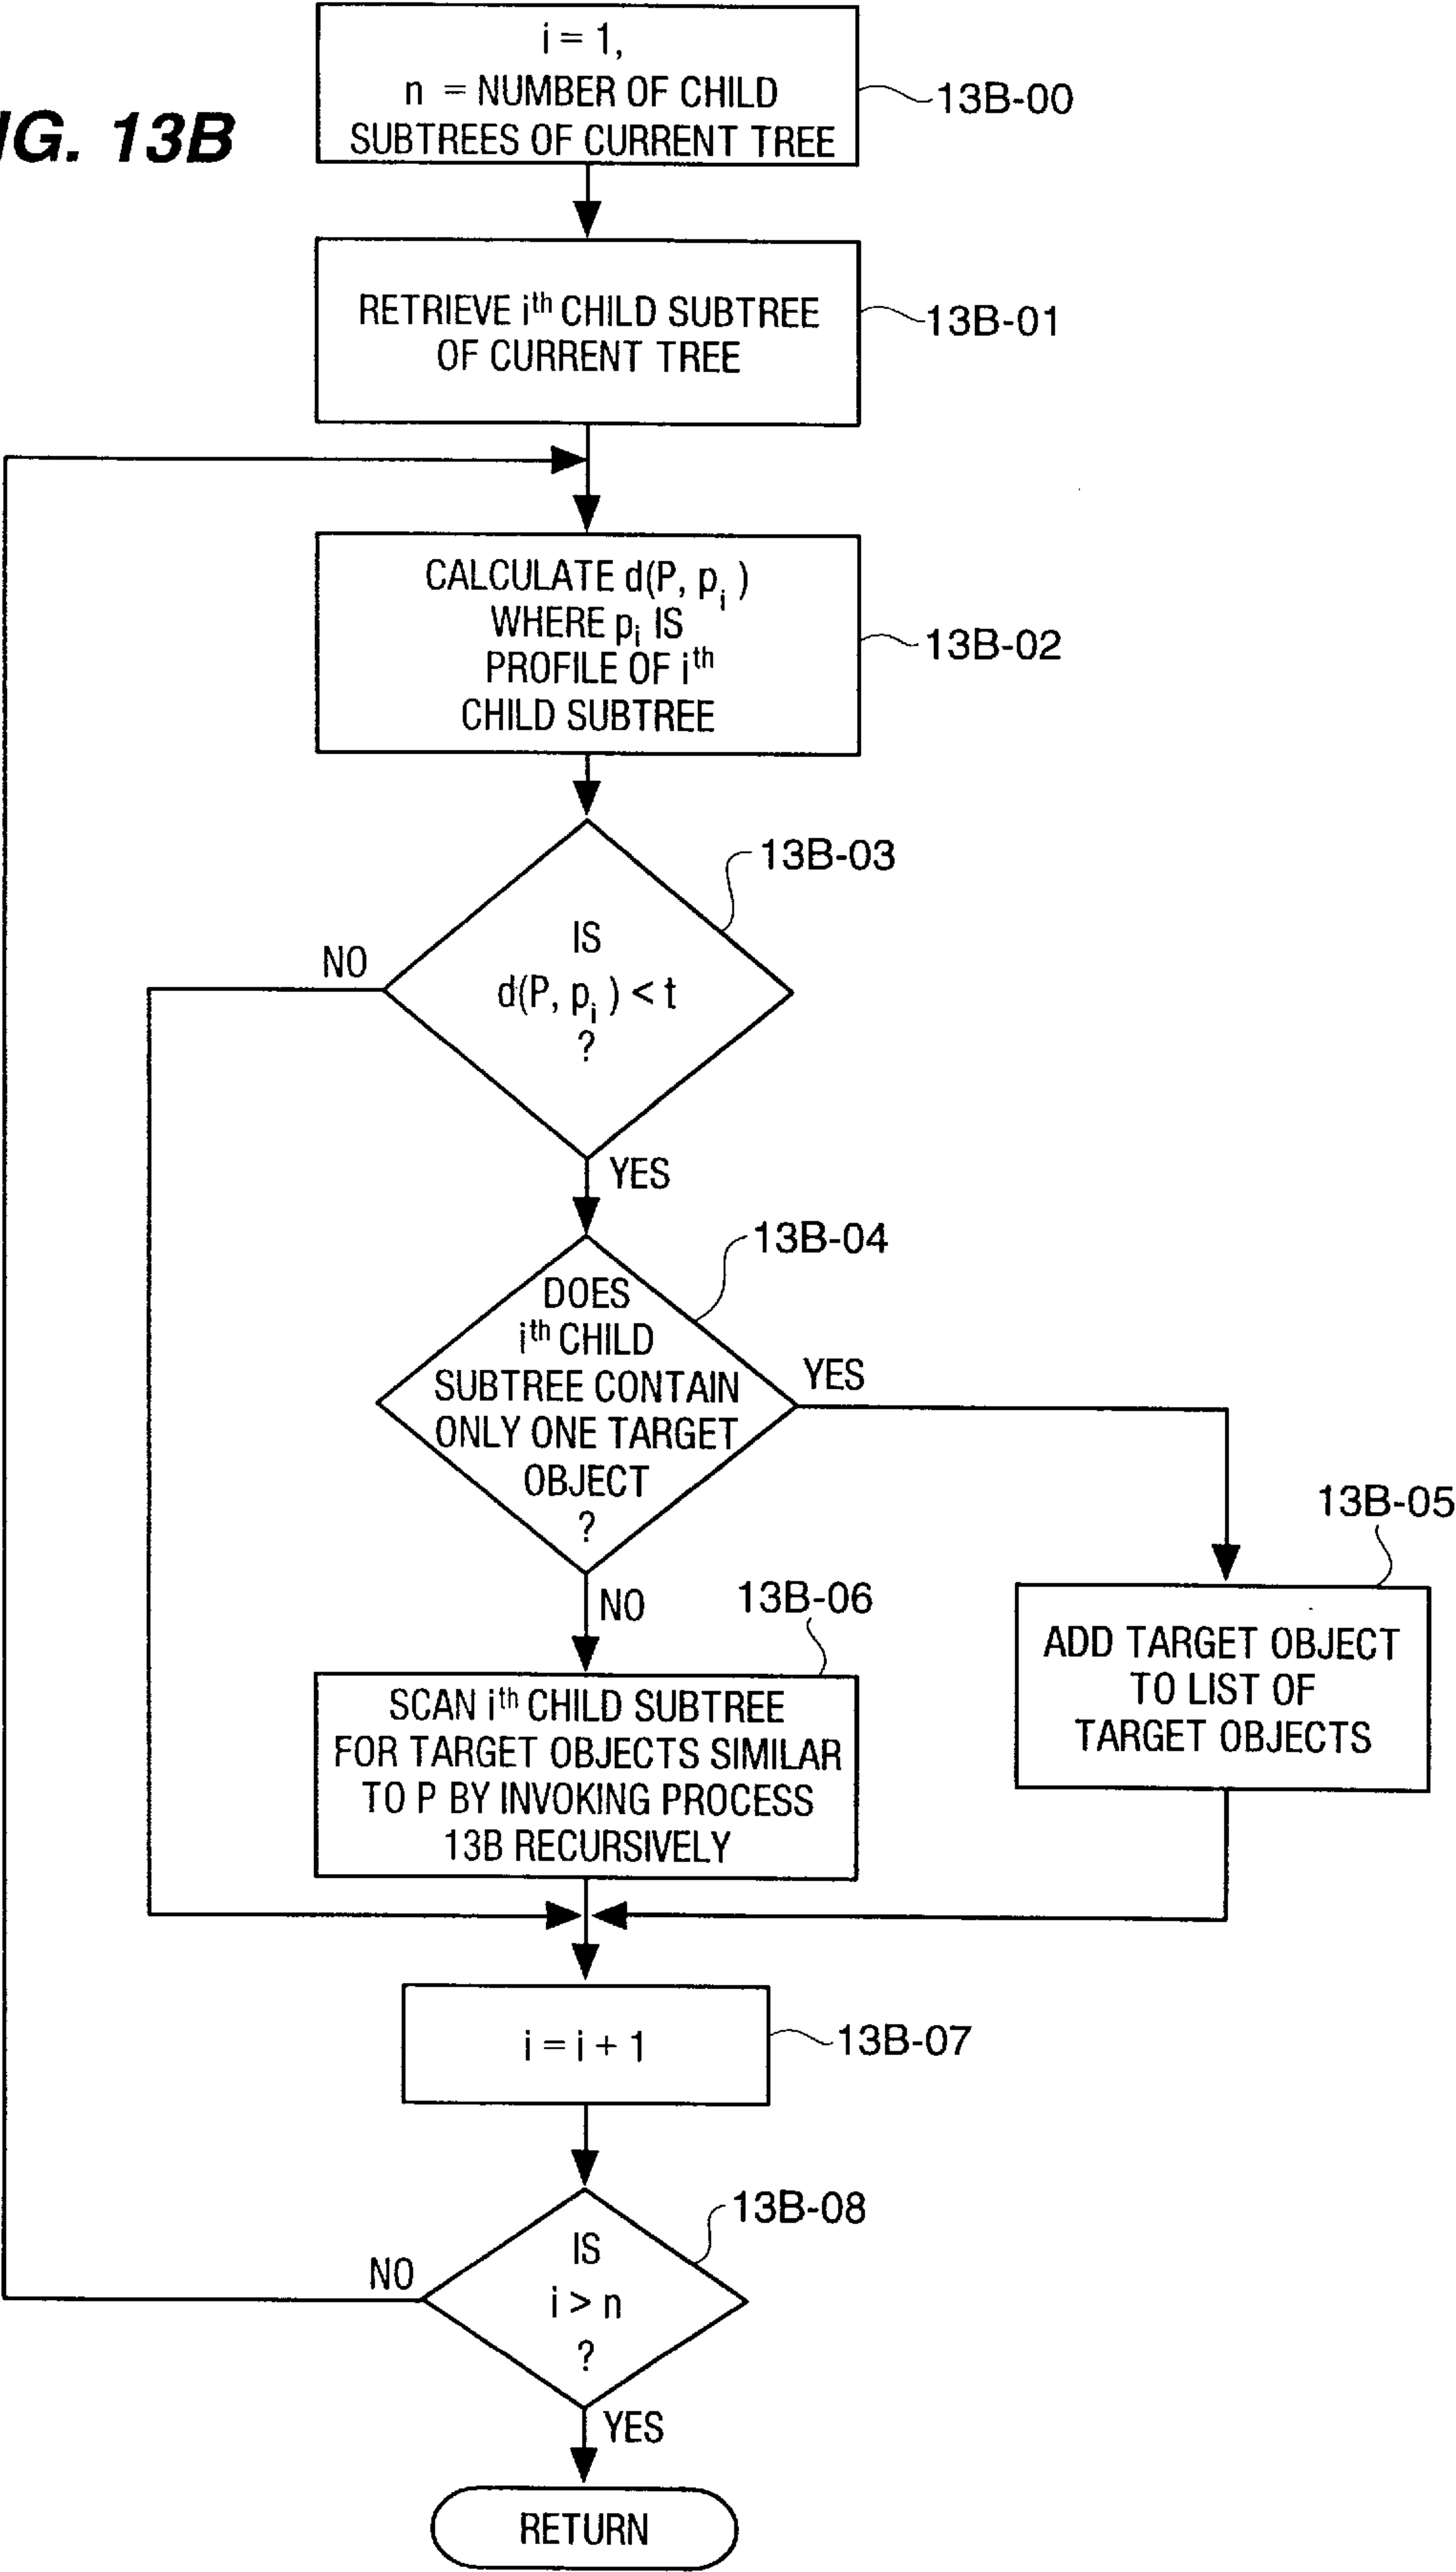 NG. 13B
i = 1,
n = NUMBER OF CHILD
SUBTREES OF CURRENT TREE
13B-00
RETRIEVE iᵗʰ CHILD SUBTREE
OF CURRENT TREE
13B-01
CALCULATE d(P, pᵢ )
WHERE pᵢ IS
PROFILE OF iᵗʰ
CHILD SUBTREE
13B-02
13B-03
IS
d(P, pᵢ ) < t
?
NO
YES
13B-04
DOES
iᵗʰ CHILD
SUBTREE CONTAIN
ONLY ONE TARGET
OBJECT
?
YES
NO
13B-05
ADD TARGET OBJECT
TO LIST OF
TARGET OBJECTS
13B-06
SCAN iᵗʰ CHILD SUBTREE
FOR TARGET OBJECTS SIMILAR
TO P BY INVOKING PROCESS
13B RECURSIVELY
i = i + 1
13B-07
13B-08
IS
i > n
?
NO
YES
RETURN